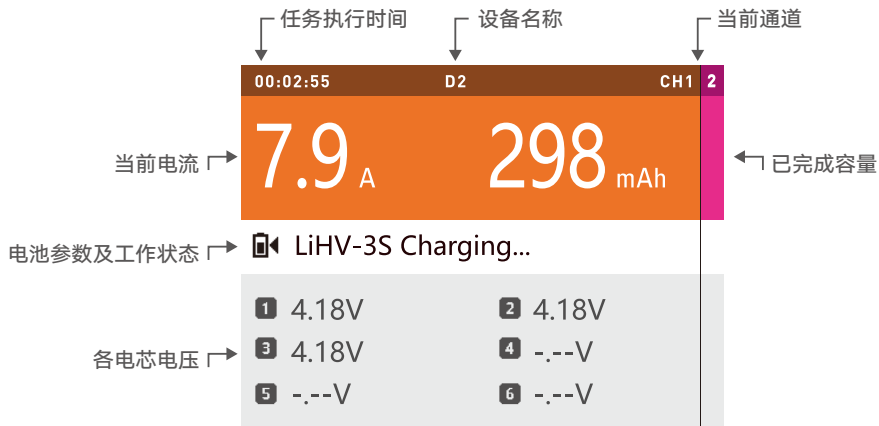 任务执行时间 设备名称 当前通道
00:02:55 D2 CH1 2
当前电流 7.9 A 298 mAh 已完成容量
电池参数及工作状态 LiHV-3S Charging...
1 4.18V 2 4.18V
各电芯电压 3 4.18V 4 -.--V
5 -.--V 6 -.--V